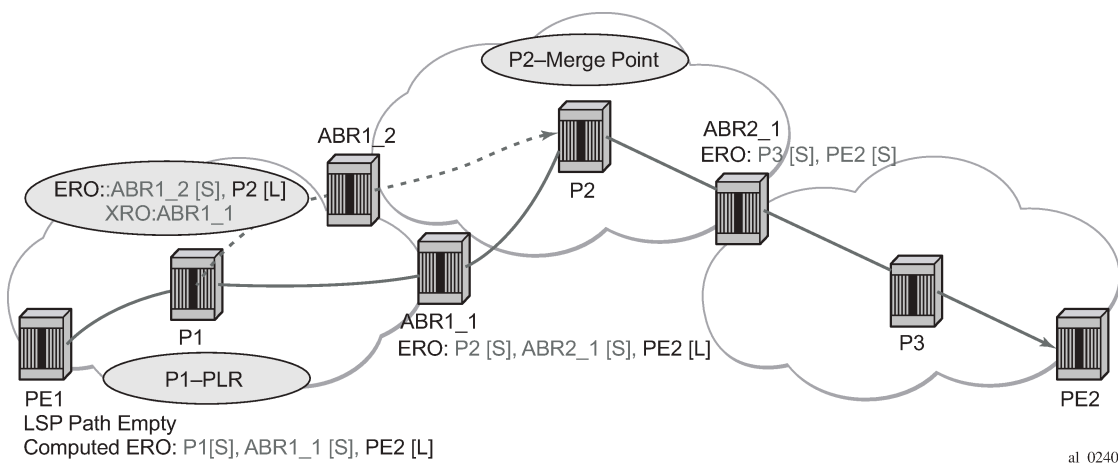 P2–Merge Point
ABR1_2
ABR2_1
ERO: P3 [S], PE2 [S]
P2
ERO::ABR1_2 [S], P2 [L]
XRO:ABR1_1
P1
ABR1_1
ERO: P2 [S], ABR2_1 [S], PE2 [L]
P3
P1–PLR
PE1
LSP Path Empty
Computed ERO: P1[S], ABR1_1 [S], PE2 [L]
PE2
al_0240